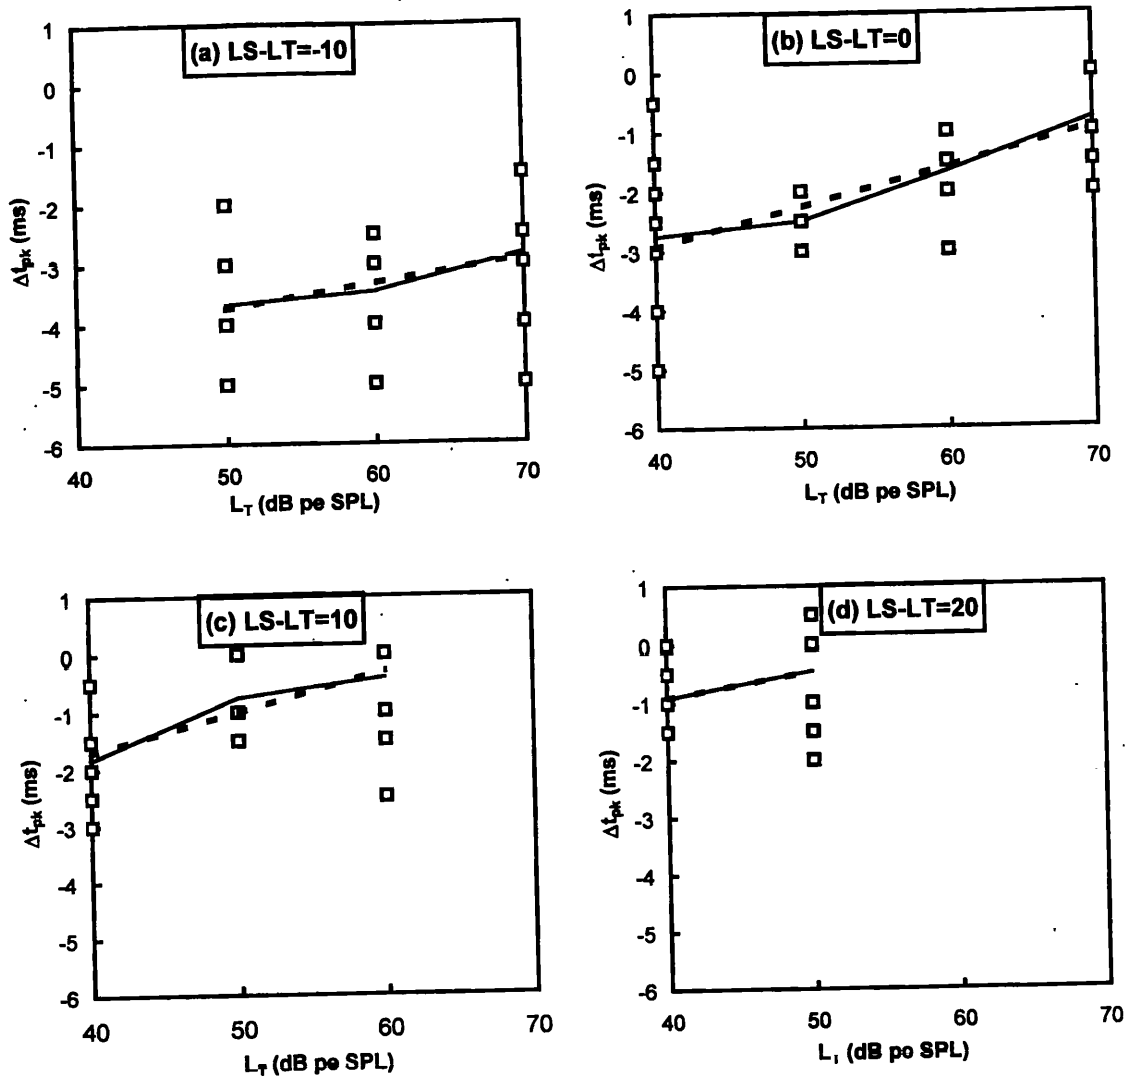 (a) LS-LT=-10
1
0
-1
-2
-3
-4
-5
-6
Δtpk (ms)
40 50 60 70
LT (dB pe SPL)
(b) LS-LT=0
1
0
-1
-2
-3
-4
-5
-6
Δtpk (ms)
40 50 60 70
LT (dB pe SPL)
(c) LS-LT=10
1
0
-1
-2
-3
-4
-5
-6
Δtpk (ms)
40 50 60 70
LT (dB pe SPL)
(d) LS-LT=20
1
0
-1
-2
-3
-4
-5
-6
Δtpk (ms)
40 50 60 70
LT (dB pe SPL)